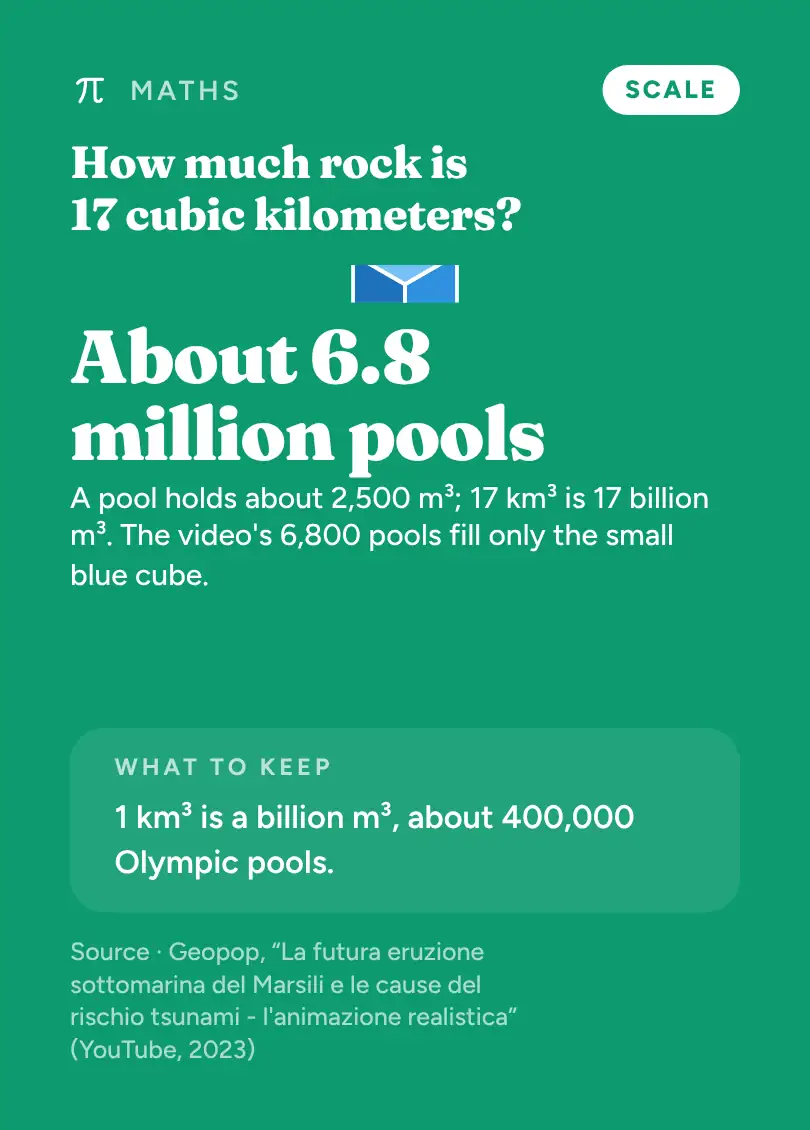 π MATHS
SCALE
How much rock is
17 cubic kilometers?
About 6.8
million pools
A pool holds about 2,500 m³; 17 km³ is 17 billion
m³. The video's 6,800 pools fill only the small
blue cube.
WHAT TO KEEP
1 km³ is a billion m³, about 400,000
Olympic pools.
Source · Geopop, “La futura eruzione
sottomarina del Marsili e le cause del
rischio tsunami - l'animazione realistica”
(YouTube, 2023)